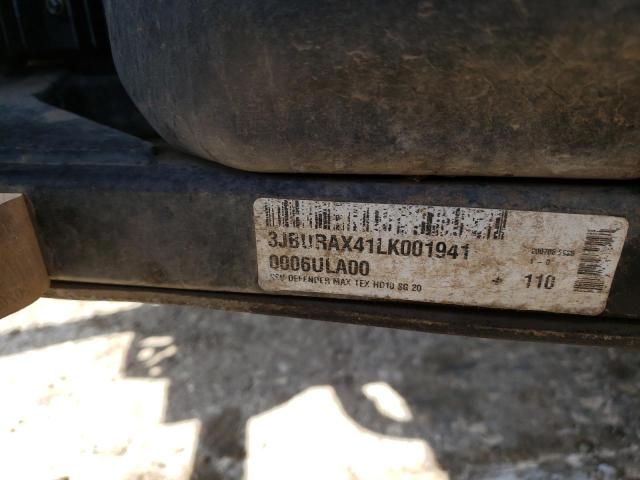 3JBURAX41LK001941
0006ULA00
SSV DEFENDER MAX TEX HD10 SG 20
110